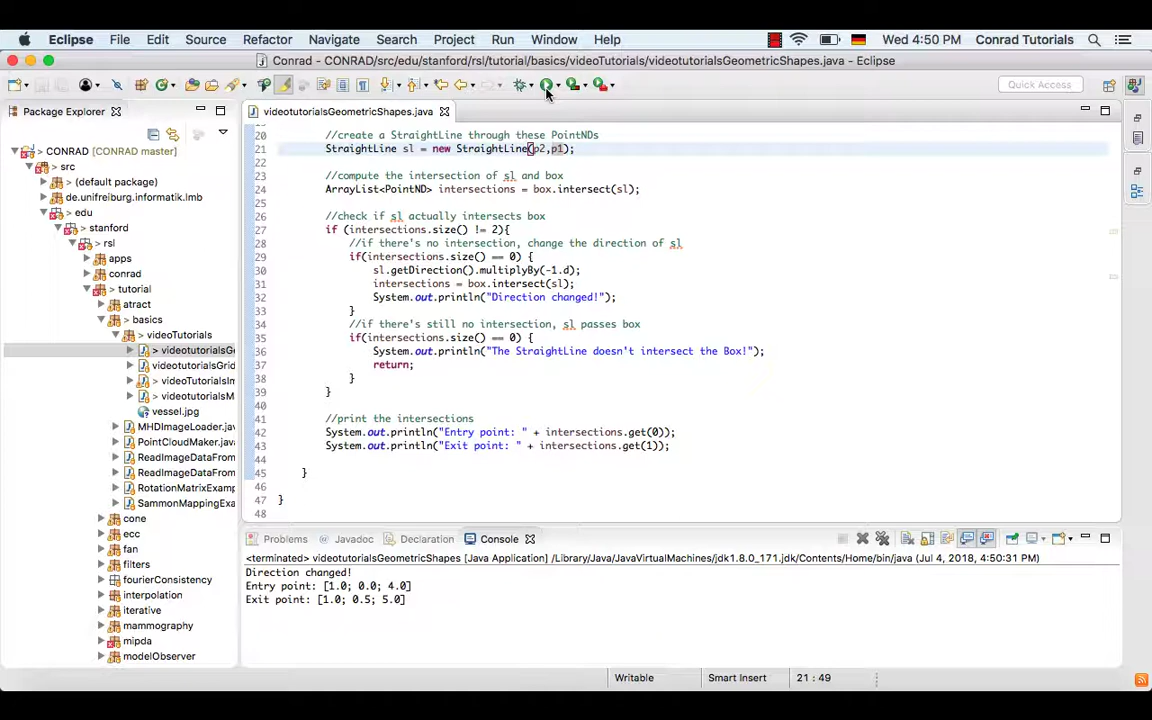 Eclipse File Edit Source Refactor Navigate Search Project Run Window Help Wed 4:50 PM Conrad Tutorials
Conrad - CONRAD/src/edu/stanford/rsl/tutorial/basics/videoTutorials/videotutorialsGeometricShapes.java - Eclipse
Quick Access
Package Explorer
videotutorialsGeometricShapes.java
CONRAD [CONRAD master]
> src
> (default package)
> de.unifreiburg.informatik.lmb
> edu
> stanford
> rsl
> apps
> conrad
> tutorial
> atract
> basics
> videoTutorials
> videotutorialsGe
videotutorialsGrid
> videoTutorialsIm
> videotutorialsM
vessel.jpg
MHDImageLoader.java
PointCloudMaker.java
ReadImageDataFrom
ReadImageDataFrom
RotationMatrixExamp
SammonMappingExa
> cone
> ecc
> fan
> filters
> fourierConsistency
> interpolation
> iterative
> mammography
> mipda
> modelObserver
20 //create a StraightLine through these PointNDs
21 StraightLine sl = new StraightLine(p2,p1);
22
23 //compute the intersection of sl and box
24 ArrayList<PointND> intersections = box.intersect(sl);
25
26 //check if sl actually intersects box
27 if (intersections.size() != 2){
28 //if there's no intersection, change the direction of sl
29 if(intersections.size() == 0) {
30 sl.getDirection().multiplyBy(-1.d);
31 intersections = box.intersect(sl);
32 System.out.println("Direction changed!");
33 }
34 //if there's still no intersection, sl passes box
35 if(intersections.size() == 0) {
36 System.out.println("The StraightLine doesn't intersect the Box!");
37 return;
38 }
39 }
40
41 //print the intersections
42 System.out.println("Entry point: " + intersections.get(0));
43 System.out.println("Exit point: " + intersections.get(1));
44
45 }
46
47 }
48
Problems Javadoc Declaration Console
<terminated> videotutorialsGeometricShapes [Java Application] /Library/Java/JavaVirtualMachines/jdk1.8.0_171.jdk/Contents/Home/bin/java (Jul 4, 2018, 4:50:31 PM)
Direction changed!
Entry point: [1.0; 0.0; 4.0]
Exit point: [1.0; 0.5; 5.0]
Writable Smart Insert 21 : 49